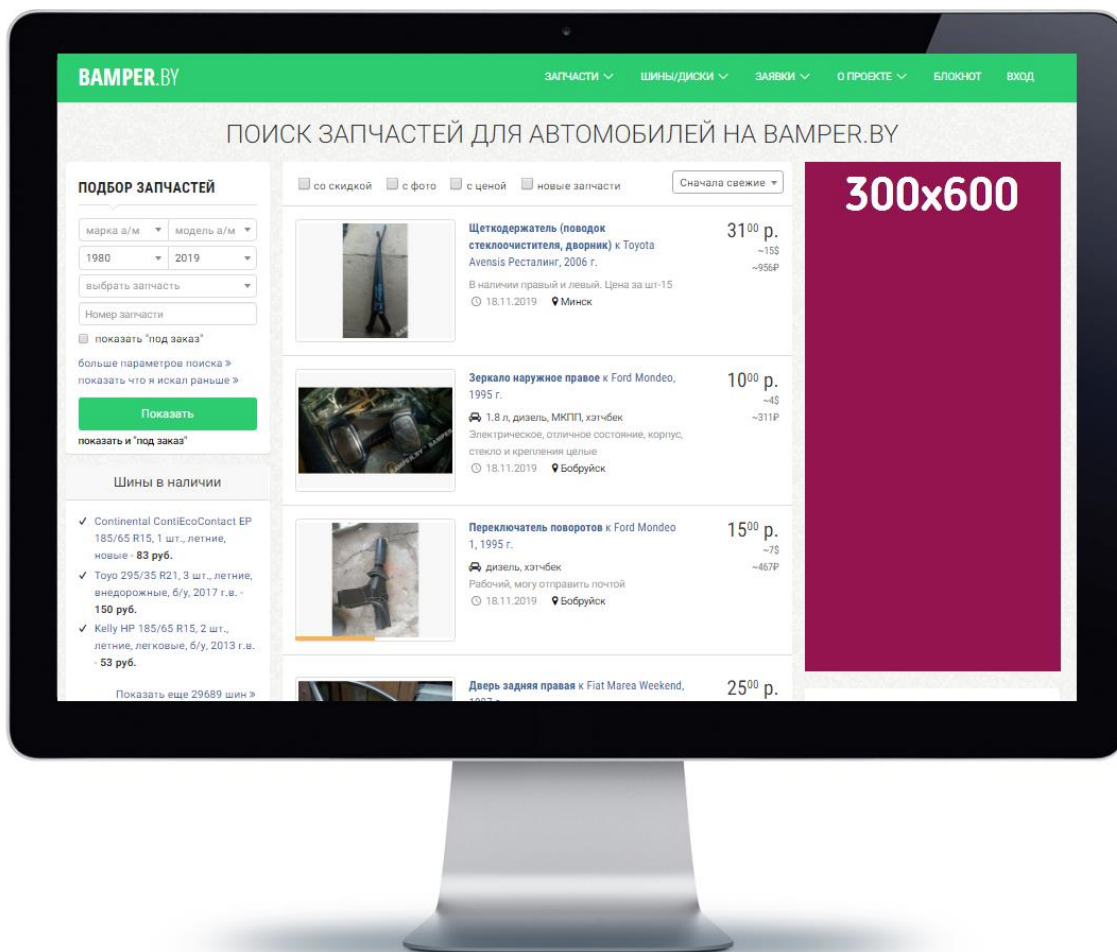 BAMPER.BY
ЗАПЧАСТИ
ШИНЫ/ДИСКИ
ЗАЯВКИ
О ПРОЕКТЕ
БЛОКНОТ
ВХОД
ПОИСК ЗАПЧАСТЕЙ ДЛЯ АВТОМОБИЛЕЙ НА BAMPER.BY
ПОДБОР ЗАПЧАСТЕЙ
марка а/м
модель а/м
1980
2019
выбрать запчасть
Номер запчасти
показать "под заказ"
больше параметров поиска »
показать что я искал раньше »
Показать
показать и "под заказ"
Шины в наличии
✓ Continental ContiEcoContact EP
185/65 R15, 1 шт., летние,
новые - 83 руб.
✓ Toyo 295/35 R21, 3 шт., летние,
внедорожные, б/у, 2017 г.в. -
150 руб.
✓ Kelly HP 185/65 R15, 2 шт.,
летние, легковые, б/у, 2013 г.в.
- 53 руб.
Показать еще 29689 шин »
со скидкой
с фото
с ценой
новые запчасти
Сначала свежие
Щеткодержатель (поводок
стеклоочистителя, дворник) к Toyota
Avensis Ресталинг, 2006 г.
В наличии правый и левый. Цена за шт-15
18.11.2019 Минск
31⁰⁰ р.
~15$
~956₽
Зеркало наружное правое к Ford Mondeo,
1995 г.
1.8 л, дизель, МКПП, хэтчбек
Электрическое, отличное состояние, корпус,
стекло и крепления целые
18.11.2019 Бобруйск
10⁰⁰ р.
~4$
~311₽
BAMPER.BY - BAMPER
Переключатель поворотов к Ford Mondeo
1, 1995 г.
дизель, хэтчбек
Рабочий, могу отправить почтой
18.11.2019 Бобруйск
15⁰⁰ р.
~7$
~467₽
Дверь задняя правая к Fiat Marea Weekend,
25⁰⁰ р.
300x600